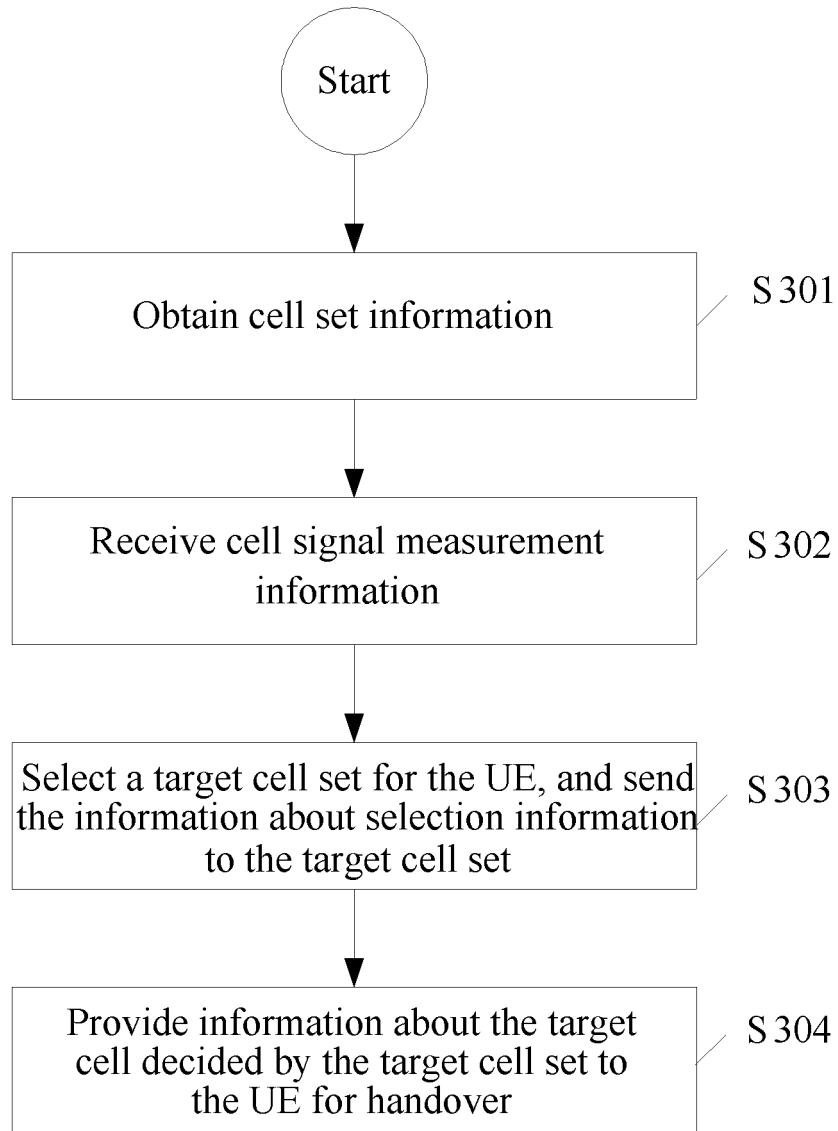 Start
Obtain cell set information
S301
Receive cell signal measurement
information
S302
Select a target cell set for the UE, and send
the information about selection information
to the target cell set
S303
Provide information about the target
cell decided by the target cell set to
the UE for handover
S304